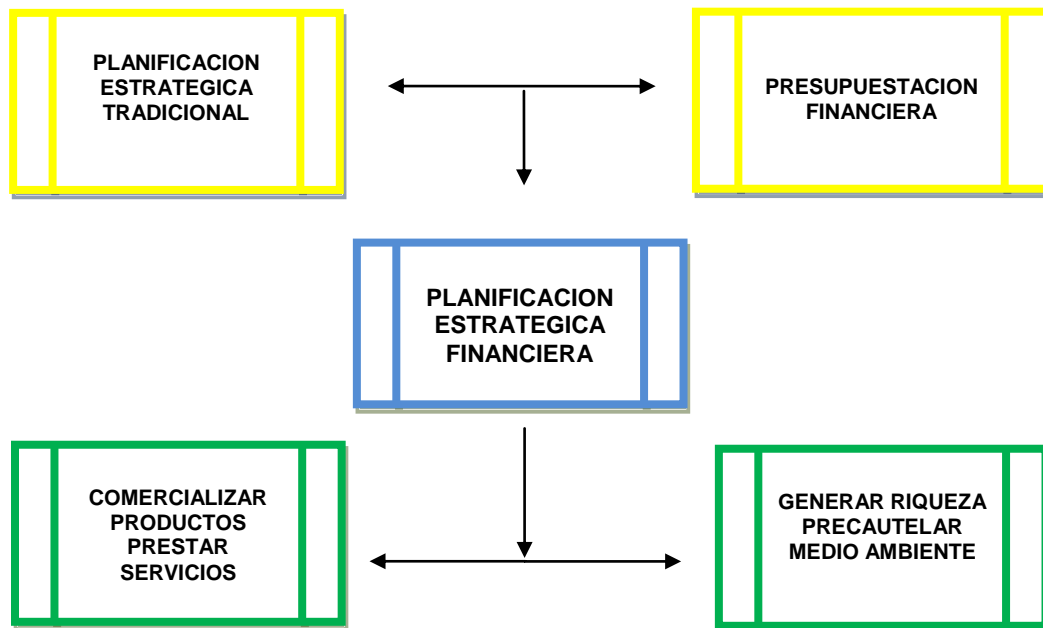 PLANIFICACION
ESTRATEGICA
TRADICIONAL
PRESUPUESTACION
FINANCIERA
PLANIFICACION
ESTRATEGICA
FINANCIERA
COMERCIALIZAR
PRODUCTOS
PRESTAR
SERVICIOS
GENERAR RIQUEZA
PRECAUTELAR
MEDIO AMBIENTE